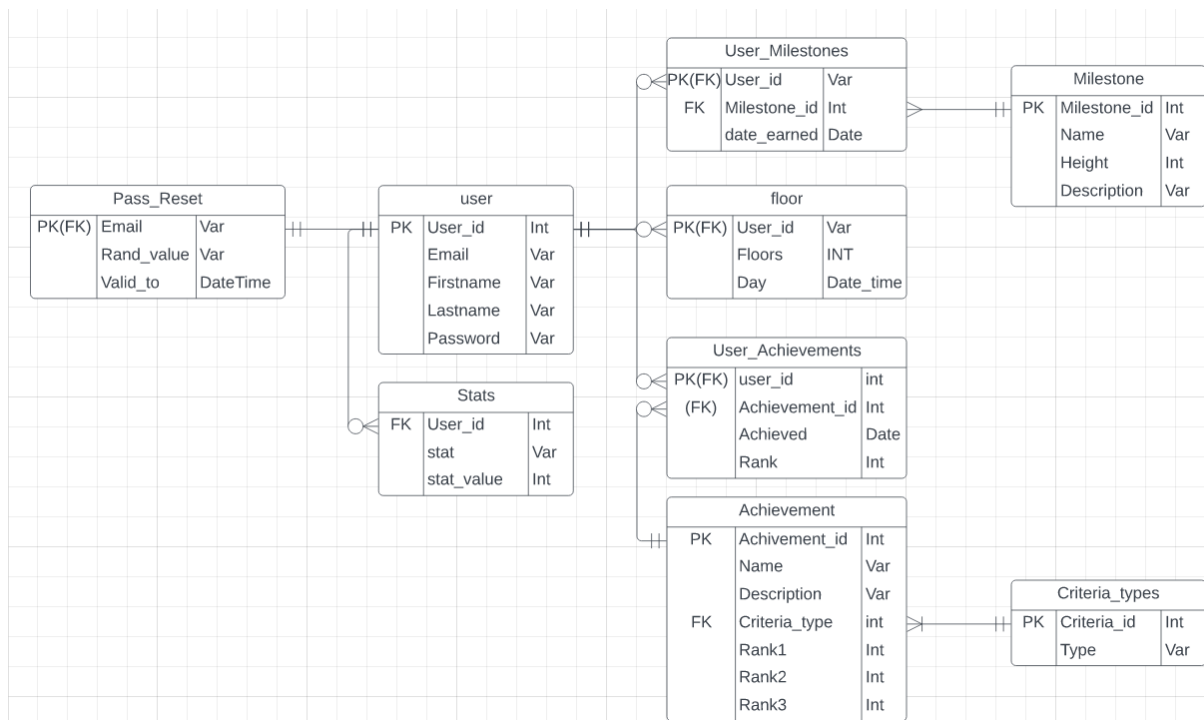 User_Milestones
PK(FK) User_id Var
FK Milestone_id Int
date_earned Date
Milestone
PK Milestone_id Int
Name Var
Height Int
Description Var
Pass_Reset
PK(FK) Email Var
Rand_value Var
Valid_to DateTime
user
PK User_id Int
Email Var
Firstname Var
Lastname Var
Password Var
floor
PK(FK) User_id Var
Floors INT
Day Date_time
Stats
FK User_id Int
stat Var
stat_value Int
User_Achievements
PK(FK) user_id int
(FK) Achievement_id Int
Achieved Date
Rank Int
Achievement
PK Achivement_id Int
Name Var
Description Var
FK Criteria_type int
Rank1 Int
Rank2 Int
Rank3 Int
Criteria_types
PK Criteria_id Int
Type Var